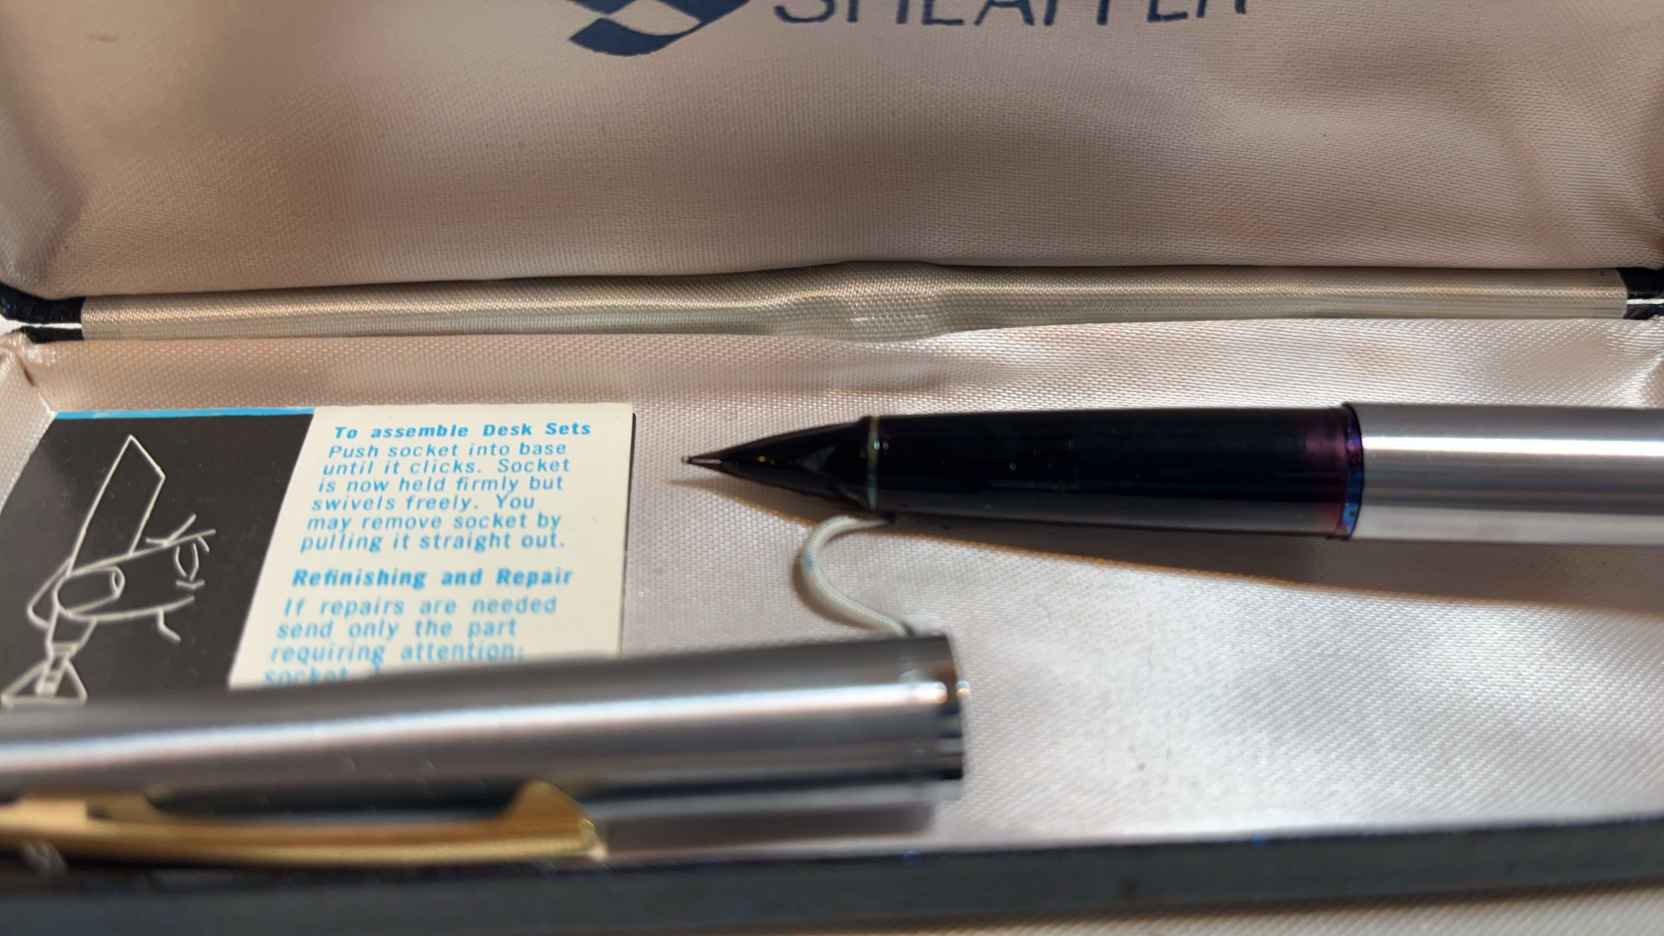 SHEAFFER
To assemble Desk Sets
Push socket into base
until it clicks. Socket
is now held firmly but
swivels freely. You
may remove socket by
pulling it straight out.
Refinishing and Repair
If repairs are needed
send only the part
requiring attention;
socket